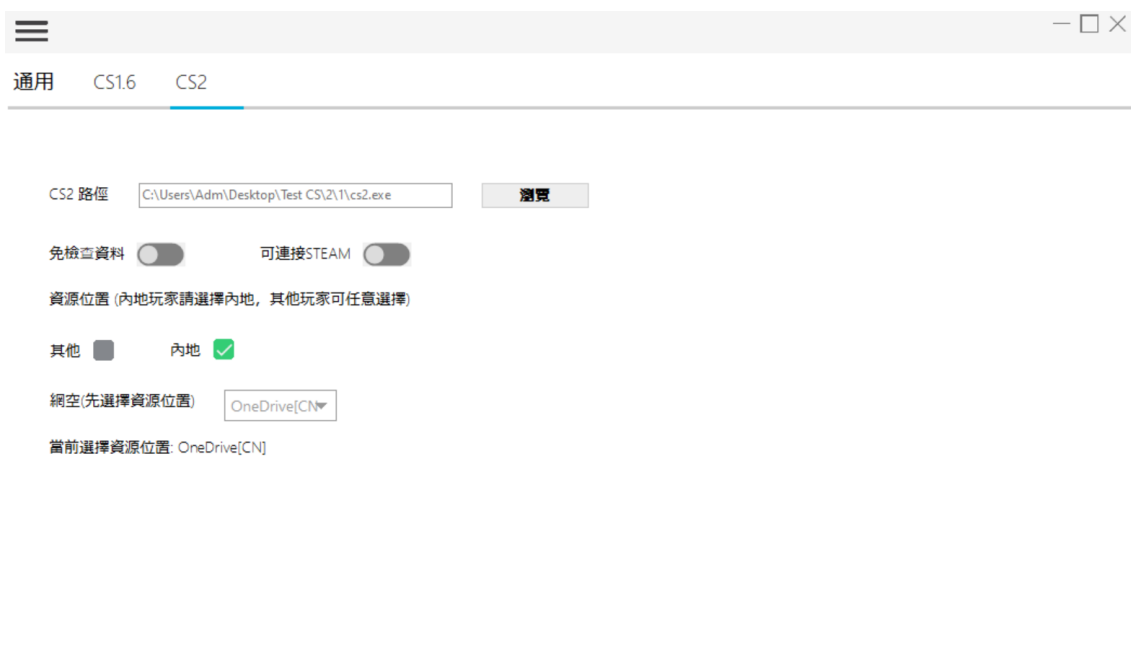 通用 CS1.6 CS2
CS2 路徑 C:\Users\Adm\Desktop\Test CS\2\1\cs2.exe 瀏覽
免檢查資料 可連接STEAM
資源位置 (內地玩家請選擇內地，其他玩家可任意選擇)
其他 內地
網空(先選擇資源位置) OneDrive[CN
當前選擇資源位置: OneDrive[CN]